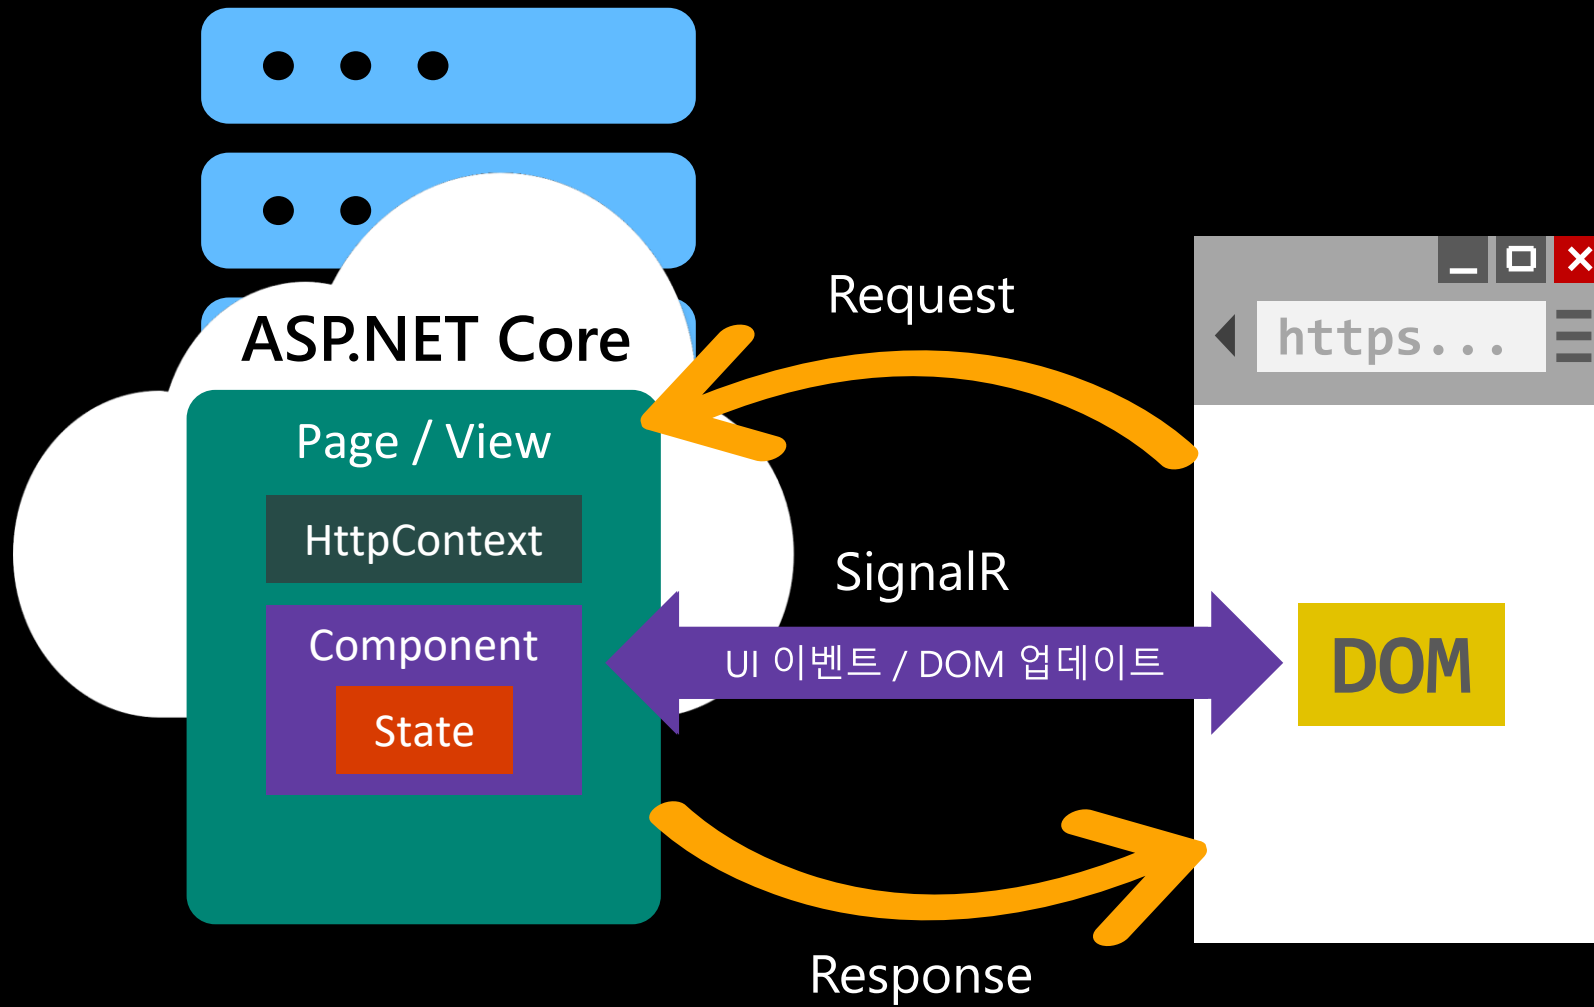 ASP.NET Core
Page / View
HttpContext
Component
State
Request
SignalR
UI 이벤트 / DOM 업데이트
Response
https...
DOM